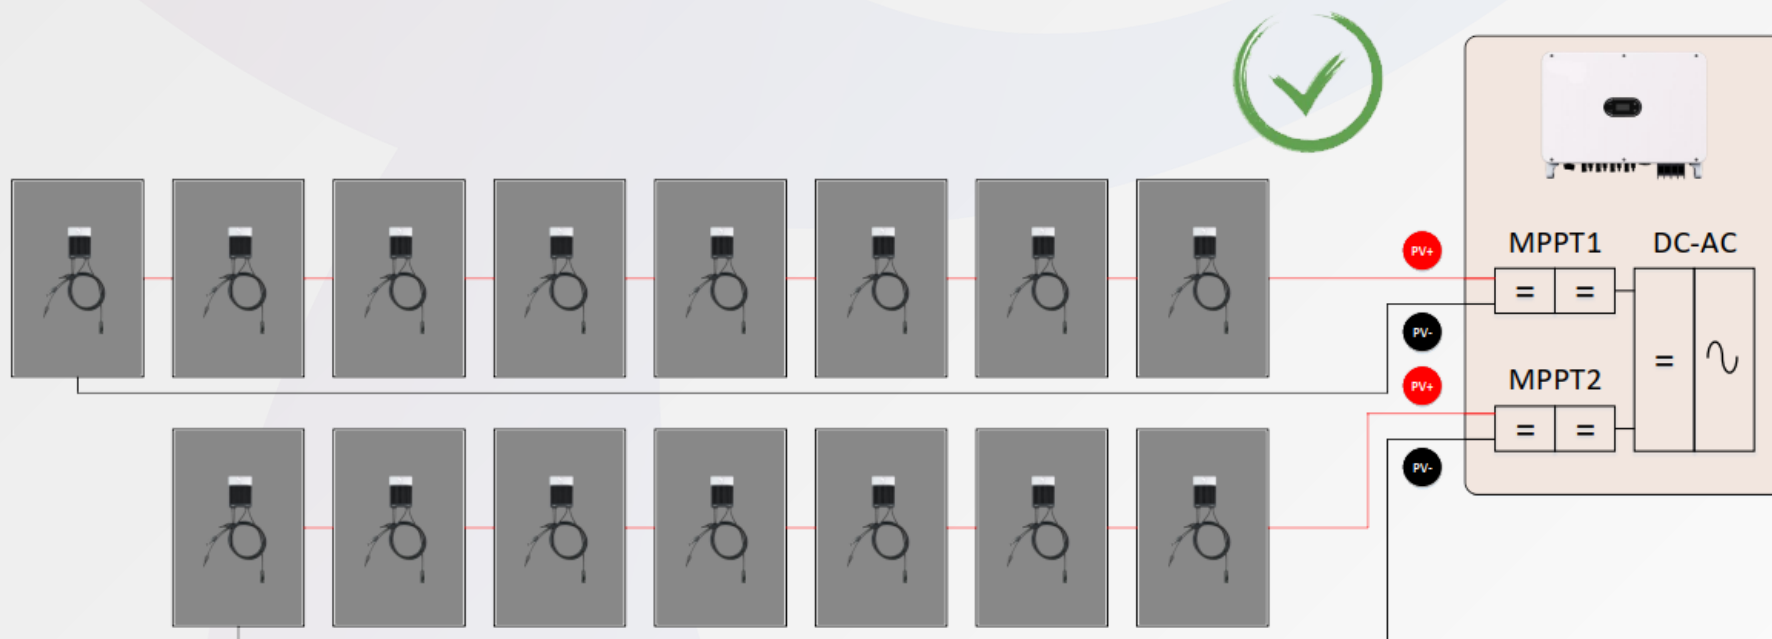 MPPT1 DC-AC
PV+
= =
PV-
=
MPPT2
PV+
= =
PV-